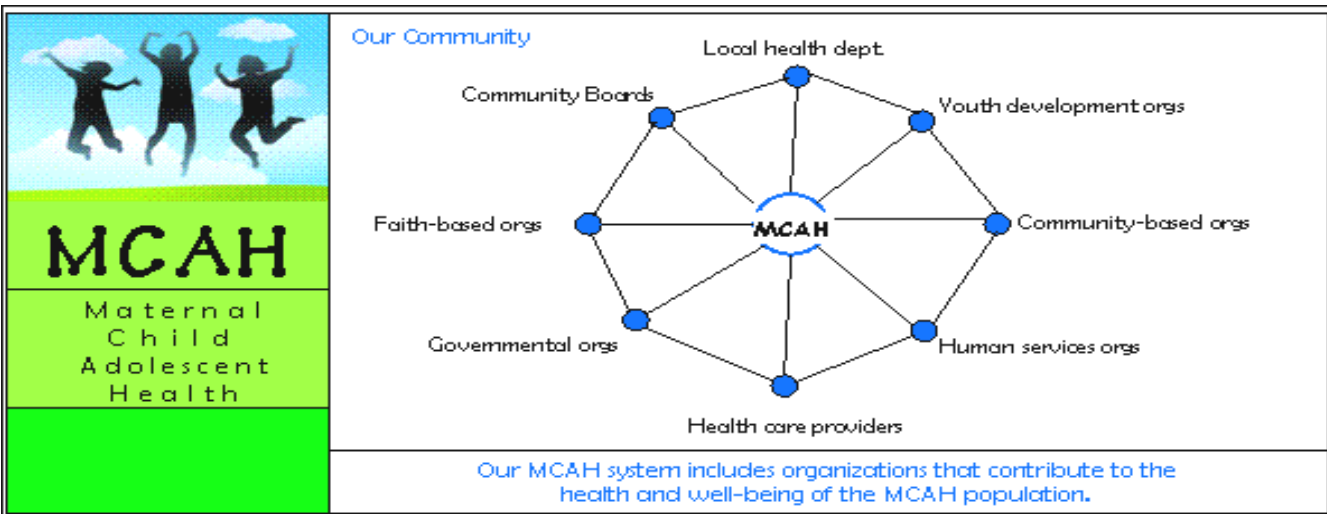 MCAH
Maternal
Child
Adolescent
Health
Our Community
Local health dept.
Community Boards
Youth development orgs
Faith-based orgs
MCAH
Community-based orgs
Governmental orgs
Human services orgs
Health care providers
Our MCAH system includes organizations that contribute to the
health and well-being of the MCAH population.